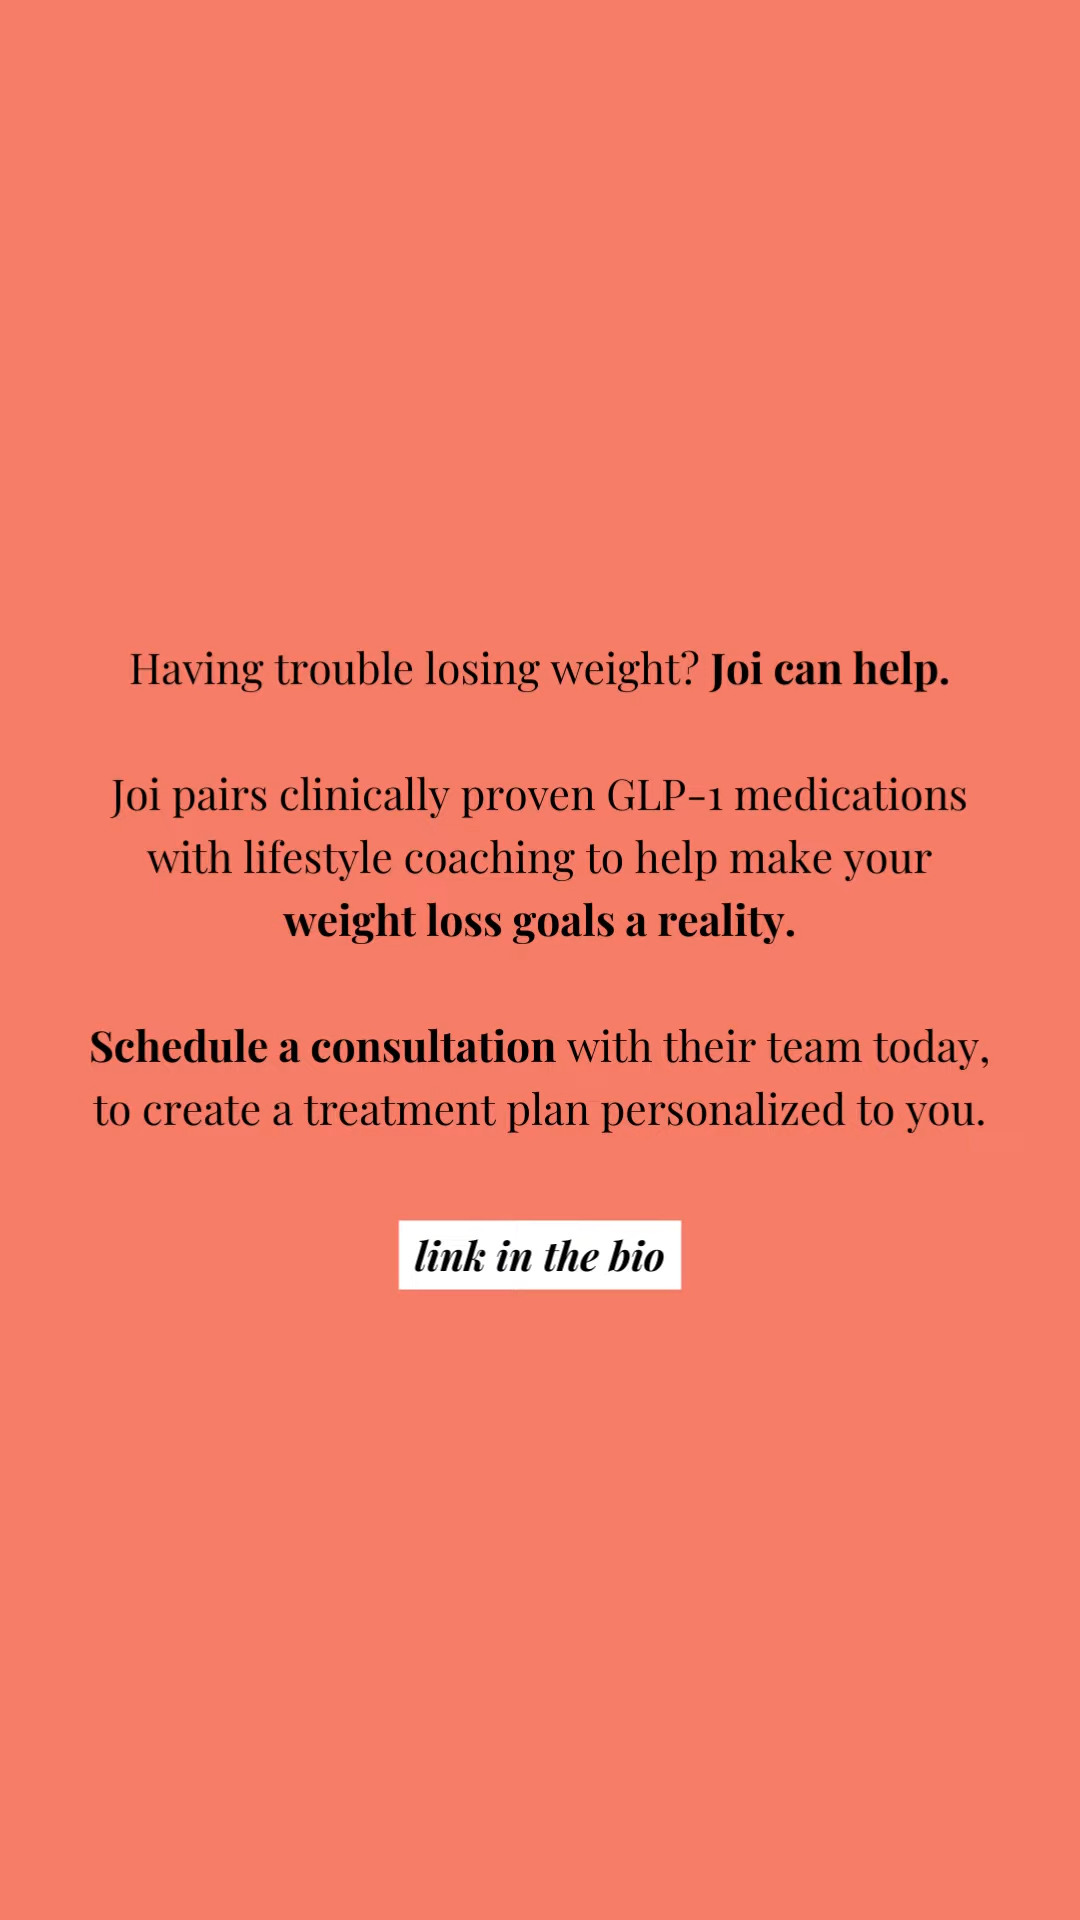 Having trouble losing weight? Joi can help.
Joi pairs clinically proven GLP-1 medications
with lifestyle coaching to help make your
weight loss goals a reality.
Schedule a consultation with their team today,
to create a treatment plan personalized to you.
link in the bio